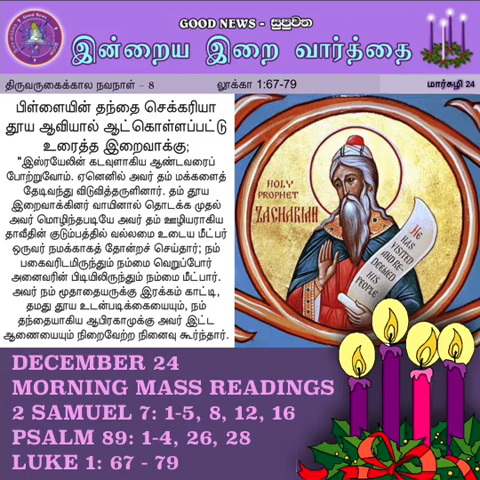 GOOD NEWS - සුපුවත
இன்றைய இறை வார்த்தை
திருவருகைக்கால நவநாள் - 8
லூக்கா 1:67-79
மார்கழி 24
பிள்ளையின் தந்தை செக்கரியா
தூய ஆவியால் ஆட்கொள்ளப்பட்டு
உரைத்த இறைவாக்கு;
"இஸ்ரயேலின் கடவுளாகிய ஆண்டவரைப்
போற்றுவோம். ஏனெனில் அவர் தம் மக்களைத்
தேடிவந்து விடுவித்தருளினார். தம் தூய
இறைவாக்கினர் வாயினால் தொடக்க முதல்
அவர் மொழிந்தபடியே அவர் தம் ஊழியராகிய
தாவீதின் குடும்பத்தில் வல்லமை உடைய மீட்பர்
ஒருவர் நமக்காகத் தோன்றச் செய்தார்; நம்
பகைவரிடமிருந்தும் நம்மை வெறுப்போர்
அனைவரின் பிடியிலிருந்தும் நம்மை மீட்பார்.
அவர் நம் மூதாதையருக்கு இரக்கம் காட்டி,
தமது தூய உடன்படிக்கையையும், நம்
தந்தையாகிய ஆபிரகாமுக்கு அவர் இட்ட
ஆணையையும் நிறைவேற்ற நினைவு கூர்ந்தார்.
HOLY
PROPHET
ZACHARIAH
HE
HAS
VISITED
AND RE-
DEEMED
HIS
PEOPLE
DECEMBER 24
MORNING MASS READINGS
2 SAMUEL 7: 1-5, 8, 12, 16
PSALM 89: 1-4, 26, 28
LUKE 1: 67 - 79